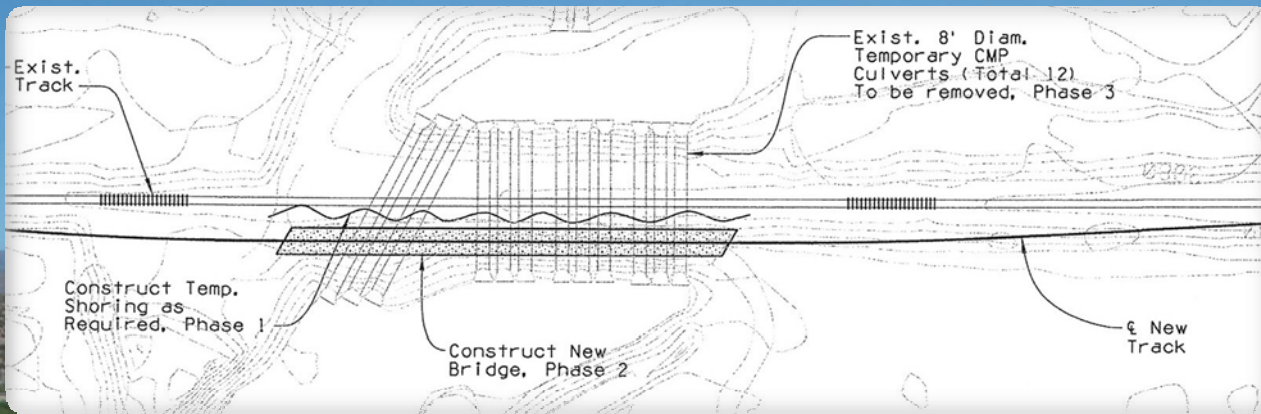 Exist.
Track
Exist. 8' Diam.
Temporary CMP
Culverts (Total 12)
To be removed, Phase 3
Construct Temp.
Shoring as
Required, Phase 1
Construct New
Bridge, Phase 2
℄ New
Track